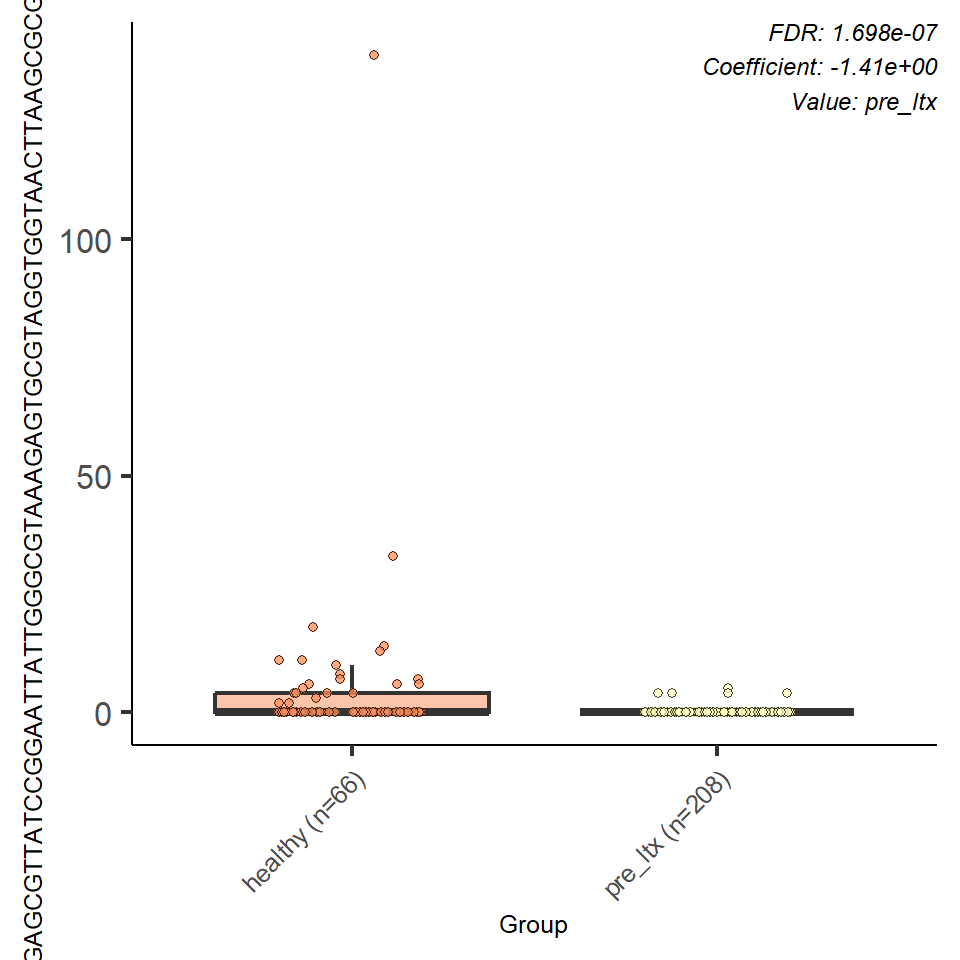 FDR: 1.698e-07
Coefficient: -1.41e+00
Value: pre_ltx
GAGCGTTATCCGGAATTATTGGGCGTAAAGAGTGCGTAGGTGGTAACTTAAGCGCG
100
50
0
healthy (n=66)
pre_ltx (n=208)
Group